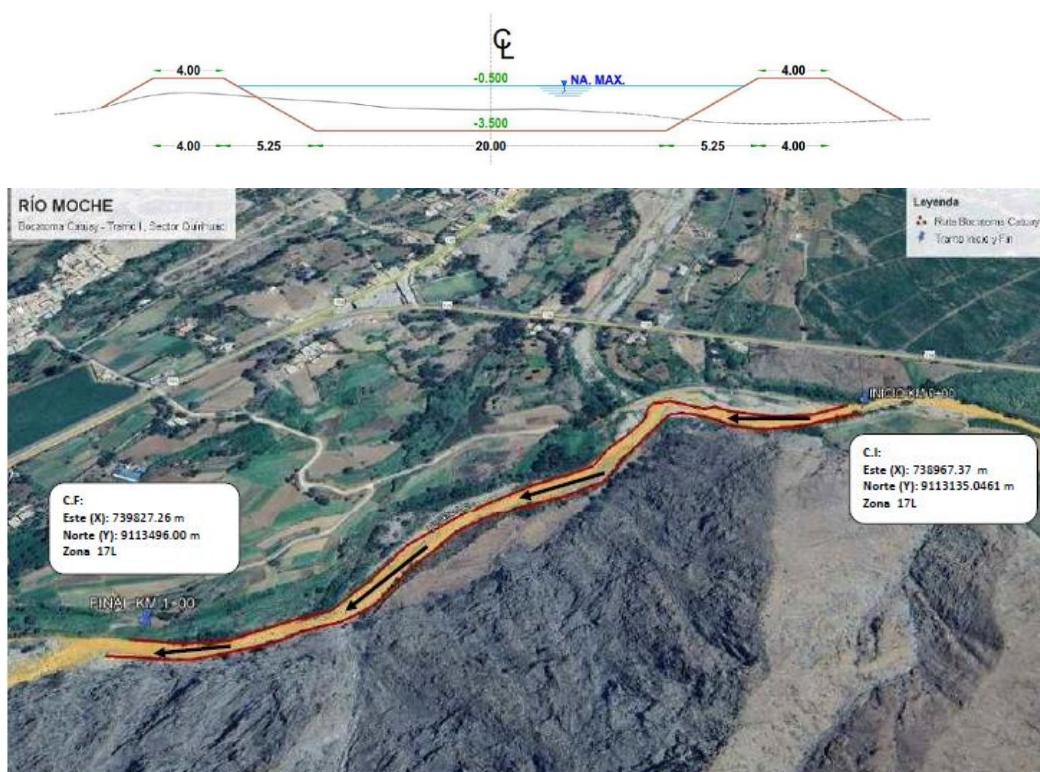 ℄
4.00
4.00
-0.500
NA. MAX.
-3.500
4.00
5.25
20.00
5.25
4.00
RÍO MOCHE
Bocatoma Catuay - Tramo I, Sector Quirihuac
Leyenda
Ruta Bocatoma Catuay
Tramo Inicio y Fin
INICIO KM 0+00
C.I:
Este (X): 738967.37 m
Norte (Y): 9113135.0461 m
Zona 17L
C.F:
Este (X): 739827.26 m
Norte (Y): 9113496.00 m
Zona 17L
FINAL KM 1+00